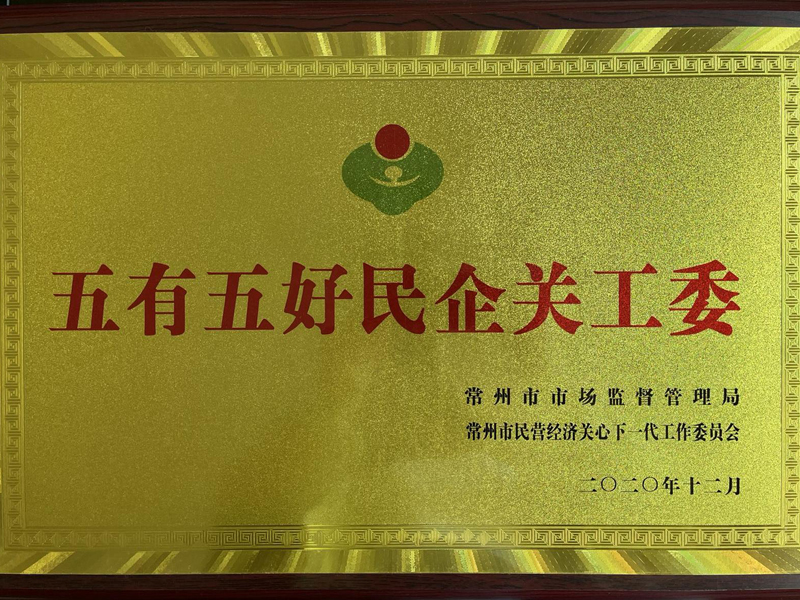 五有五好民企关工委
常州市市场监督管理局
常州市民营经济关心下一代工作委员会
二〇二〇年十二月